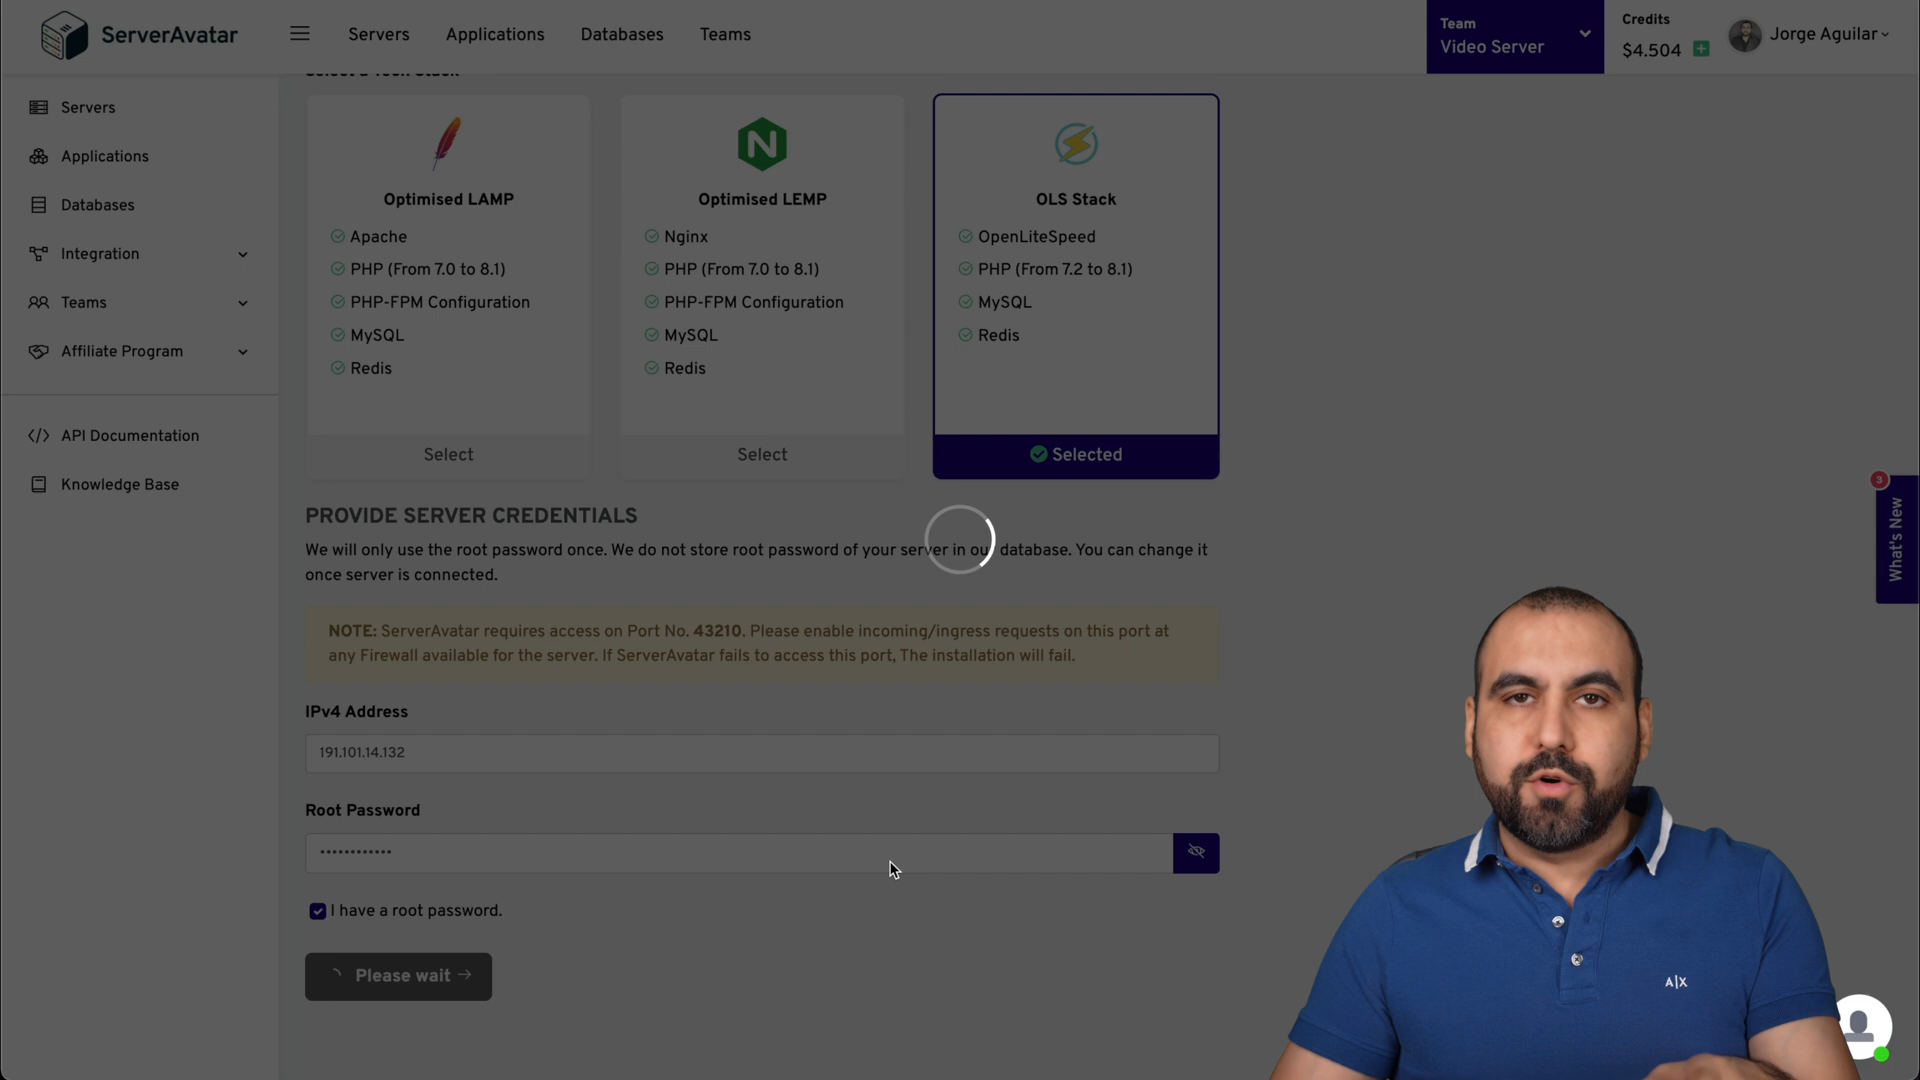 ServerAvatar
Servers
Applications
Databases
Teams
Team
Video Server
Credits
$4.504
Jorge Aguilar
Servers
Applications
Databases
Integration
Teams
Affiliate Program
API Documentation
Knowledge Base
Select a Tech Stack
Optimised LAMP
Apache
PHP (From 7.0 to 8.1)
PHP-FPM Configuration
MySQL
Redis
Select
N
Optimised LEMP
Nginx
PHP (From 7.0 to 8.1)
PHP-FPM Configuration
MySQL
Redis
Select
OLS Stack
OpenLiteSpeed
PHP (From 7.2 to 8.1)
MySQL
Redis
Selected
PROVIDE SERVER CREDENTIALS
We will only use the root password once. We do not store root password of your server in our database. You can change it
once server is connected.
NOTE: ServerAvatar requires access on Port No. 43210. Please enable incoming/ingress requests on this port at
any Firewall available for the server. If ServerAvatar fails to access this port, The installation will fail.
IPv4 Address
191.101.14.132
Root Password
••••••••••••
I have a root password.
Please wait →
3
What's New
A|X